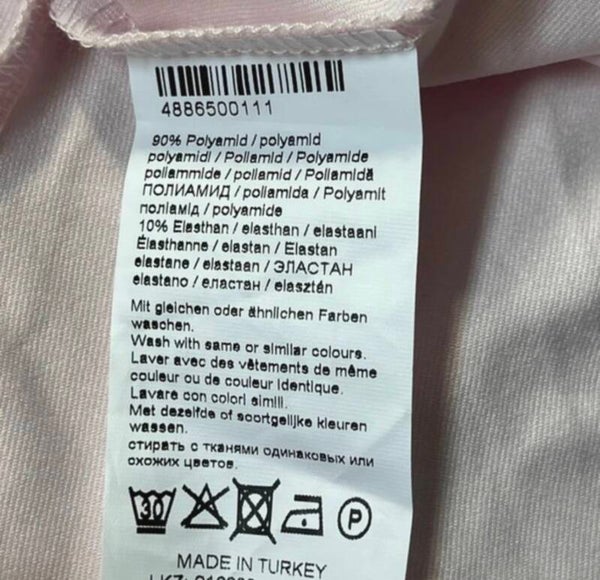 4886500111
90% Polyamid / polyamid
polyamidi / Poliamid / Polyamide
poliammide / poliamid / Poliamidă
ПОЛИАМИД / poliamida / Polyamit
поліамід / polyamide
10% Elasthan / elasthan / elastaani
Élasthanne / elastan / Elastan
elastane / elastaan / ЭЛАСТАН
elastano / еластан / elasztán
Mit gleichen oder ähnlichen Farben
waschen.
Wash with same or similar colours.
Laver avec des vêtements de même
couleur ou de couleur identique.
Lavare con colori simili.
Met dezelfde of soortgelijke kleuren
wassen.
стирать с тканями одинаковых или
схожих цветов.
30 P
MADE IN TURKEY